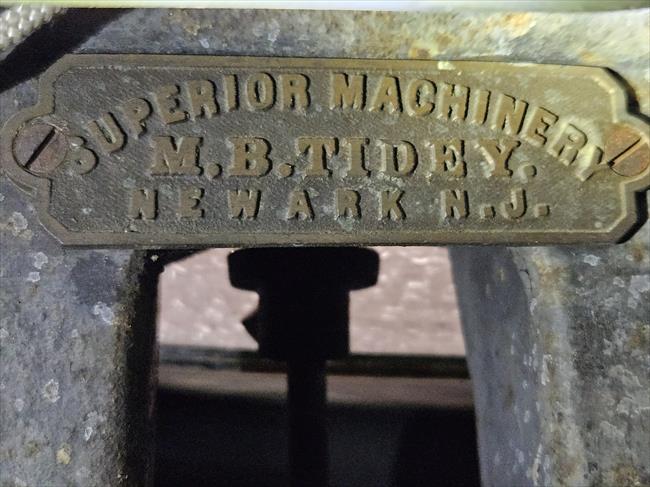 SUPERIOR MACHINERY
M.B.TIDEY.
NEWARK N.J.